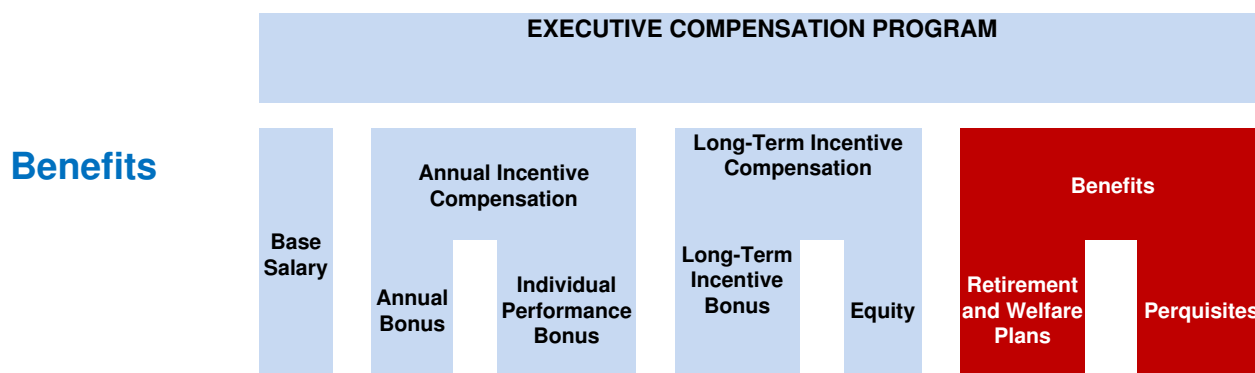 EXECUTIVE COMPENSATION PROGRAM
Benefits
Base
Salary
Annual Incentive
Compensation
Annual
Bonus
Individual
Performance
Bonus
Long-Term Incentive
Compensation
Long-Term
Incentive
Bonus
Equity
Benefits
Retirement
and Welfare
Plans
Perquisites